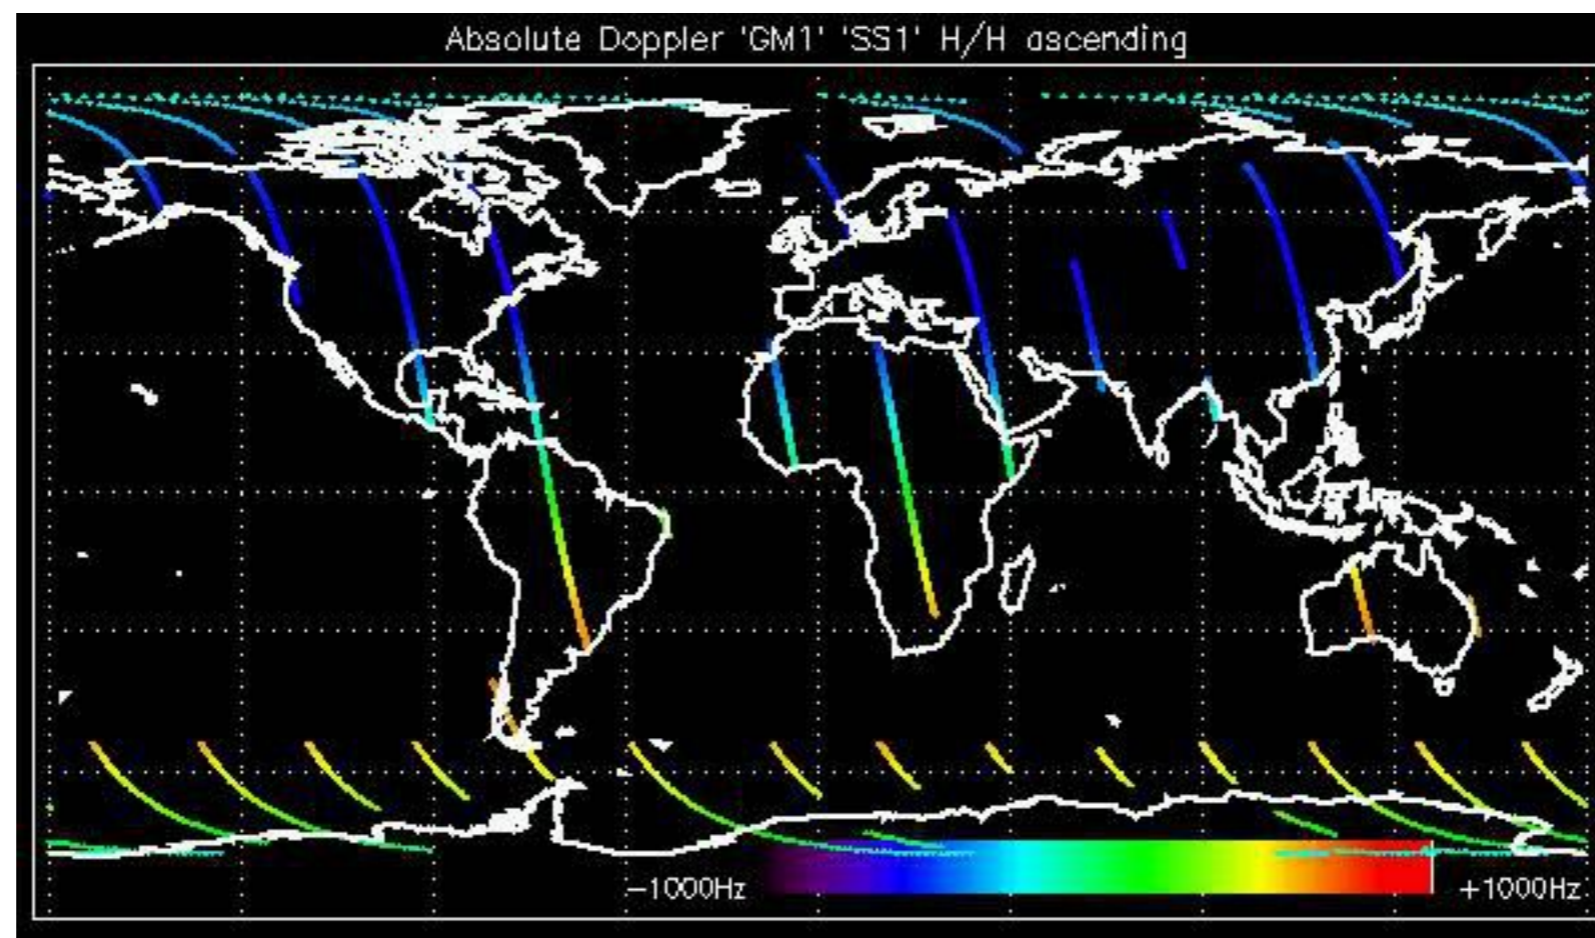 Absolute Doppler 'GM1' 'SS1' H/H ascending
−1000Hz
+1000Hz